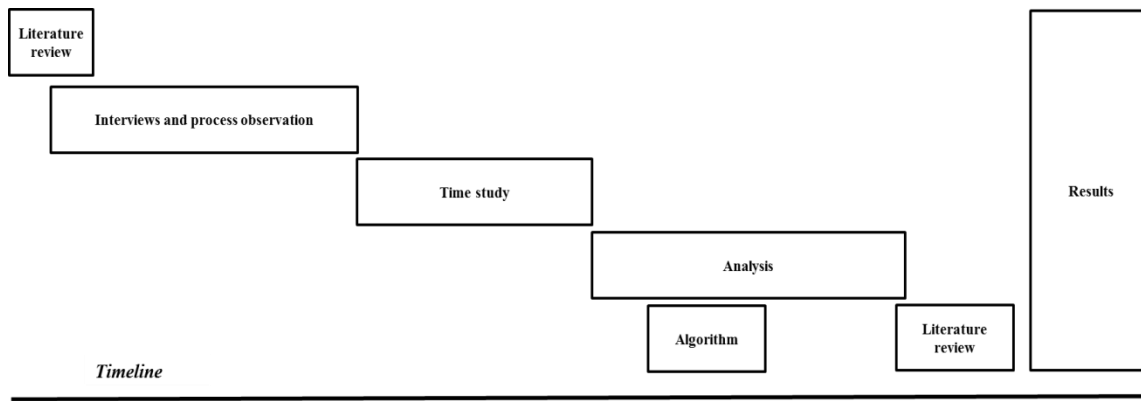 Literature
review
Interviews and process observation
Time study
Results
Analysis
Algorithm
Literature
review
Timeline